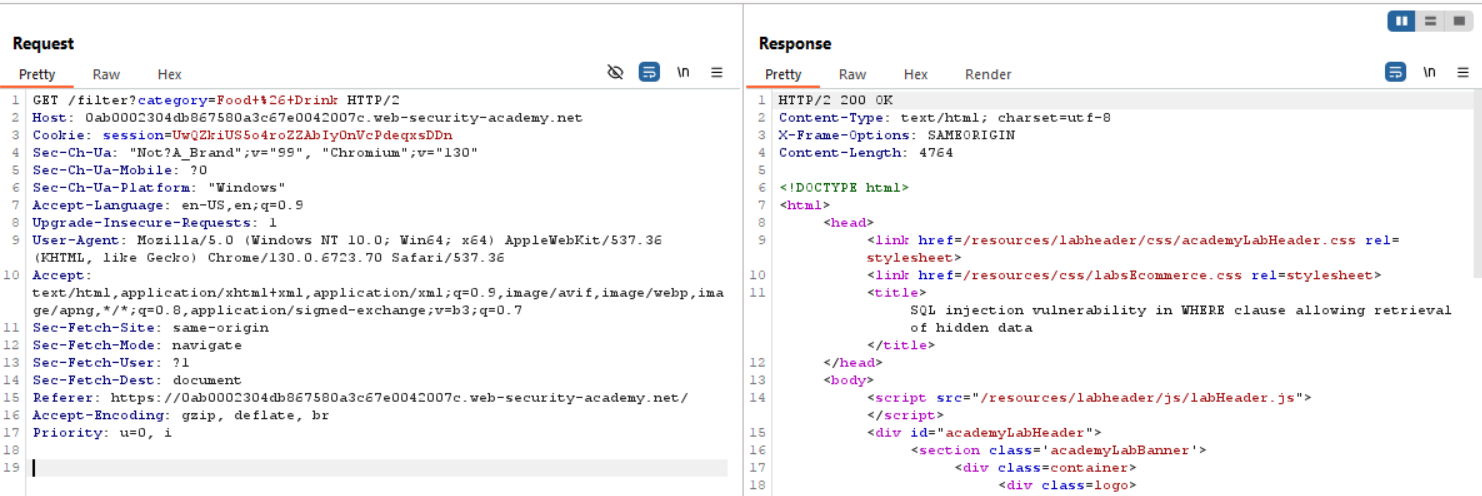 Request
Pretty Raw Hex \n
1 GET /filter?category=Food+%26+Drink HTTP/2
2 Host: 0ab0002304db867580a3c67e0042007c.web-security-academy.net
3 Cookie: session=UwQZkiUS5o4roZZAbIyOnVcPdeqxsDDn
4 Sec-Ch-Ua: "Not?A_Brand";v="99", "Chromium";v="130"
5 Sec-Ch-Ua-Mobile: ?0
6 Sec-Ch-Ua-Platform: "Windows"
7 Accept-Language: en-US,en;q=0.9
8 Upgrade-Insecure-Requests: 1
9 User-Agent: Mozilla/5.0 (Windows NT 10.0; Win64; x64) AppleWebKit/537.36
(KHTML, like Gecko) Chrome/130.0.6723.70 Safari/537.36
10 Accept:
text/html,application/xhtml+xml,application/xml;q=0.9,image/avif,image/webp,ima
ge/apng,*/*;q=0.8,application/signed-exchange;v=b3;q=0.7
11 Sec-Fetch-Site: same-origin
12 Sec-Fetch-Mode: navigate
13 Sec-Fetch-User: ?1
14 Sec-Fetch-Dest: document
15 Referer: https://0ab0002304db867580a3c67e0042007c.web-security-academy.net/
16 Accept-Encoding: gzip, deflate, br
17 Priority: u=0, i
18
19
Response
Pretty Raw Hex Render \n
1 HTTP/2 200 OK
2 Content-Type: text/html; charset=utf-8
3 X-Frame-Options: SAMEORIGIN
4 Content-Length: 4764
5
6 <!DOCTYPE html>
7 <html>
8 <head>
9 <link href=/resources/labheader/css/academyLabHeader.css rel=
stylesheet>
10 <link href=/resources/css/labsEcommerce.css rel=stylesheet>
11 <title>
SQL injection vulnerability in WHERE clause allowing retrieval
of hidden data
</title>
12 </head>
13 <body>
14 <script src="/resources/labheader/js/labHeader.js">
</script>
15 <div id="academyLabHeader">
16 <section class='academyLabBanner'>
17 <div class=container>
18 <div class=logo>